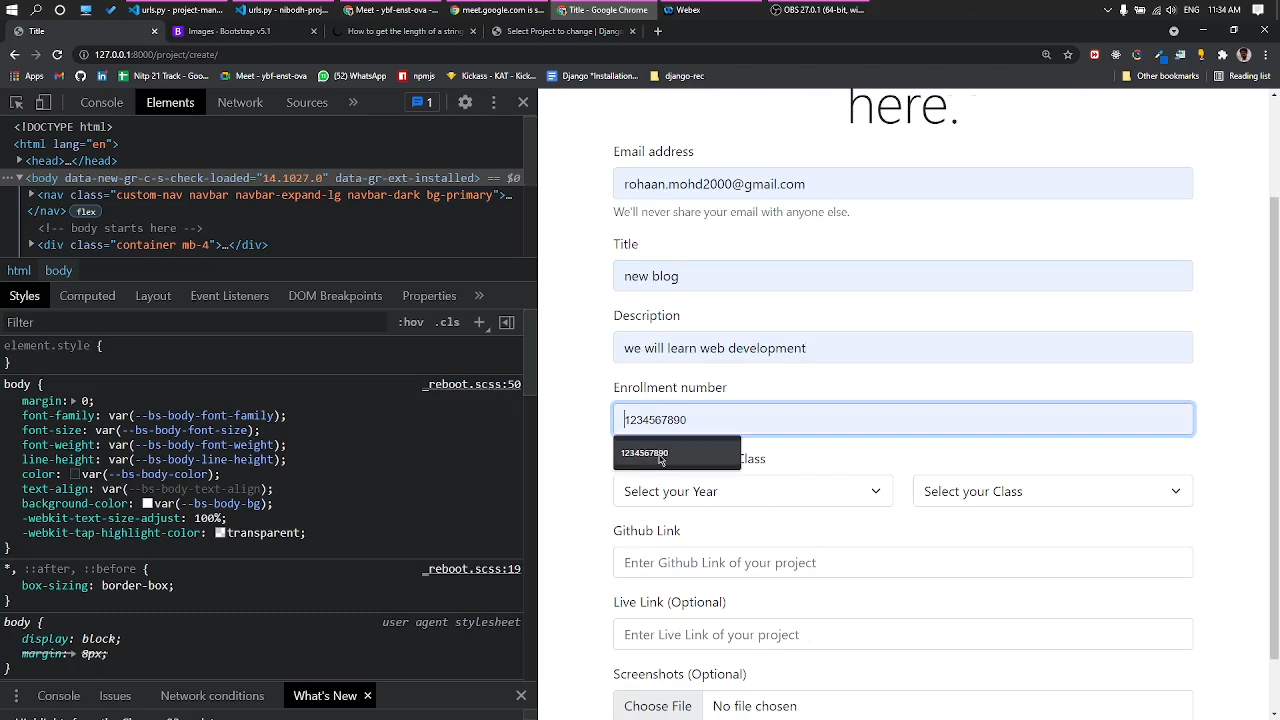 urls.py - project-man...
urls.py - nibodh-proj...
Meet - ybf-enst-ova ...
meet.google.com is s...
Title - Google Chrome
Webex
OBS 27.0.1 (64-bit, wi...
ENG
11:34 AM
Title
Images · Bootstrap v5.1
How to get the length of a string
Select Project to change | Django
127.0.0.1:8000/project/create/
Apps
Nitp 21 Track - Goo...
Meet - ybf-enst-ova
(52) WhatsApp
npmjs
Kickass - KAT - Kick...
Django *Installation...
django-rec
Other bookmarks
Reading list
Console
Elements
Network
Sources
1
<!DOCTYPE html>
<html lang="en">
<head>…</head>
<body data-new-gr-c-s-check-loaded="14.1027.0" data-gr-ext-installed> == $0
<nav class="custom-nav navbar navbar-expand-lg navbar-dark bg-primary">…
</nav> flex
<!-- body starts here -->
<div class="container mb-4">…</div>
html
body
Styles
Computed
Layout
Event Listeners
DOM Breakpoints
Properties
Filter
:hov
.cls
element.style {
}
body {
_reboot.scss:50
margin: 0;
font-family: var(--bs-body-font-family);
font-size: var(--bs-body-font-size);
font-weight: var(--bs-body-font-weight);
line-height: var(--bs-body-line-height);
color: var(--bs-body-color);
text-align: var(--bs-body-text-align);
background-color: var(--bs-body-bg);
-webkit-text-size-adjust: 100%;
-webkit-tap-highlight-color: transparent;
}
*, ::after, ::before {
_reboot.scss:19
box-sizing: border-box;
}
body {
user agent stylesheet
display: block;
margin: 8px;
}
Console
Issues
Network conditions
What's New
here.
Email address
rohaan.mohd2000@gmail.com
We'll never share your email with anyone else.
Title
new blog
Description
we will learn web development
Enrollment number
1234567890
1234567890
Class
Select your Year
Select your Class
Github Link
Enter Github Link of your project
Live Link (Optional)
Enter Live Link of your project
Screenshots (Optional)
Choose File
No file chosen